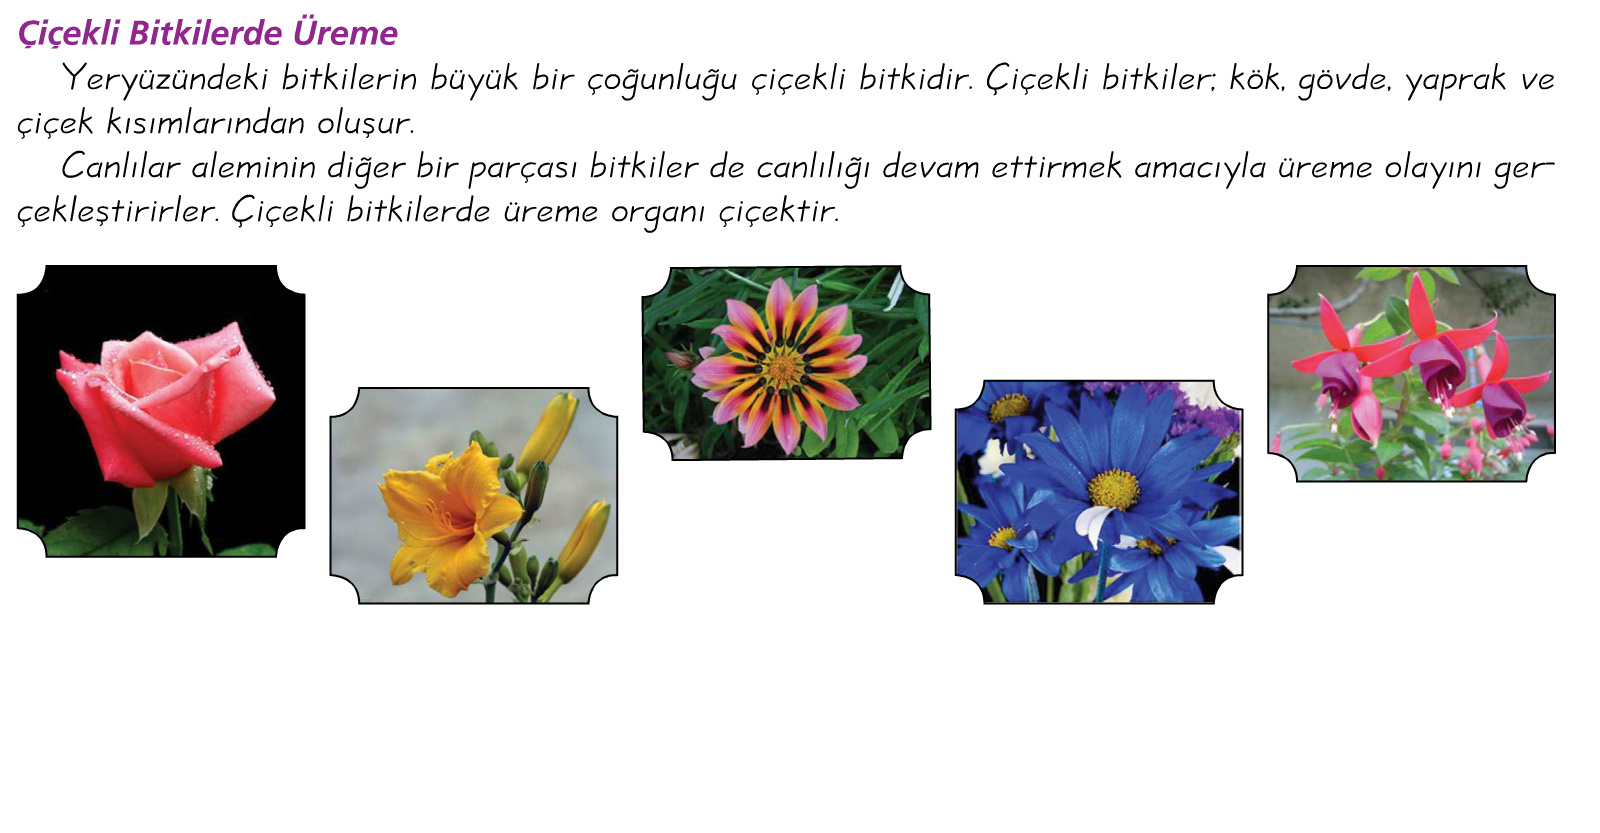 Çiçekli Bitkilerde Üreme
Yeryüzündeki bitkilerin büyük bir çoğunluğu çiçekli bitkidir. Çiçekli bitkiler; kök, gövde, yaprak ve
çiçek kısımlarından oluşur.
Canlılar aleminin diğer bir parçası bitkiler de canlılığı devam ettirmek amacıyla üreme olayını ger-
çekleştirirler. Çiçekli bitkilerde üreme organı çiçektir.